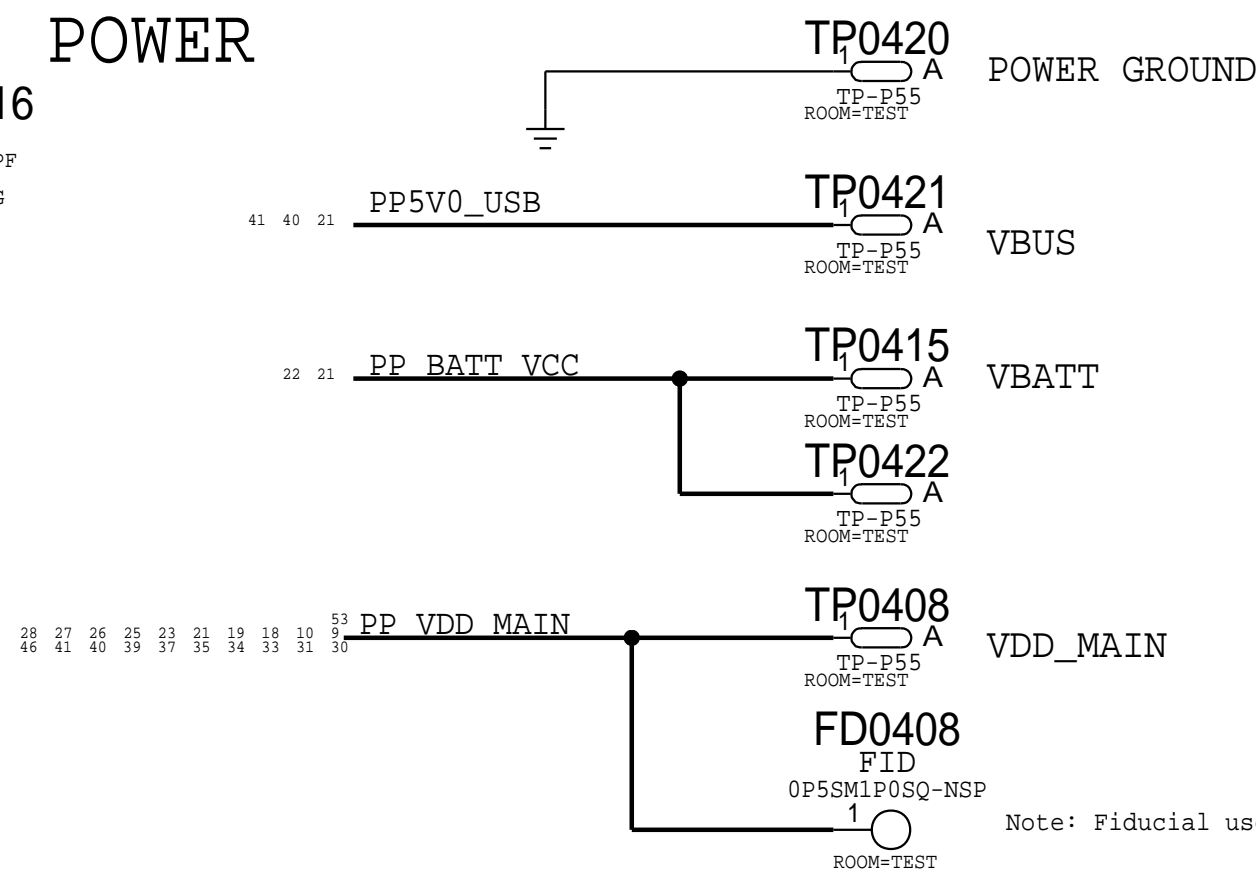 POWER
16
PF
G
TP0420
1
A
POWER GROUND
TP-P55
ROOM=TEST
41 40 21
PP5V0_USB
TP0421
1
A
VBUS
TP-P55
ROOM=TEST
22 21
PP_BATT_VCC
TP0415
1
A
VBATT
TP-P55
ROOM=TEST
TP0422
1
A
TP-P55
ROOM=TEST
53
28 27 26 25 23 21 19 18 10 9
46 41 40 39 37 35 34 33 31 30
PP_VDD_MAIN
TP0408
1
A
VDD_MAIN
TP-P55
ROOM=TEST
FD0408
FID
0P5SM1P0SQ-NSP
1
Note: Fiducial
ROOM=TEST